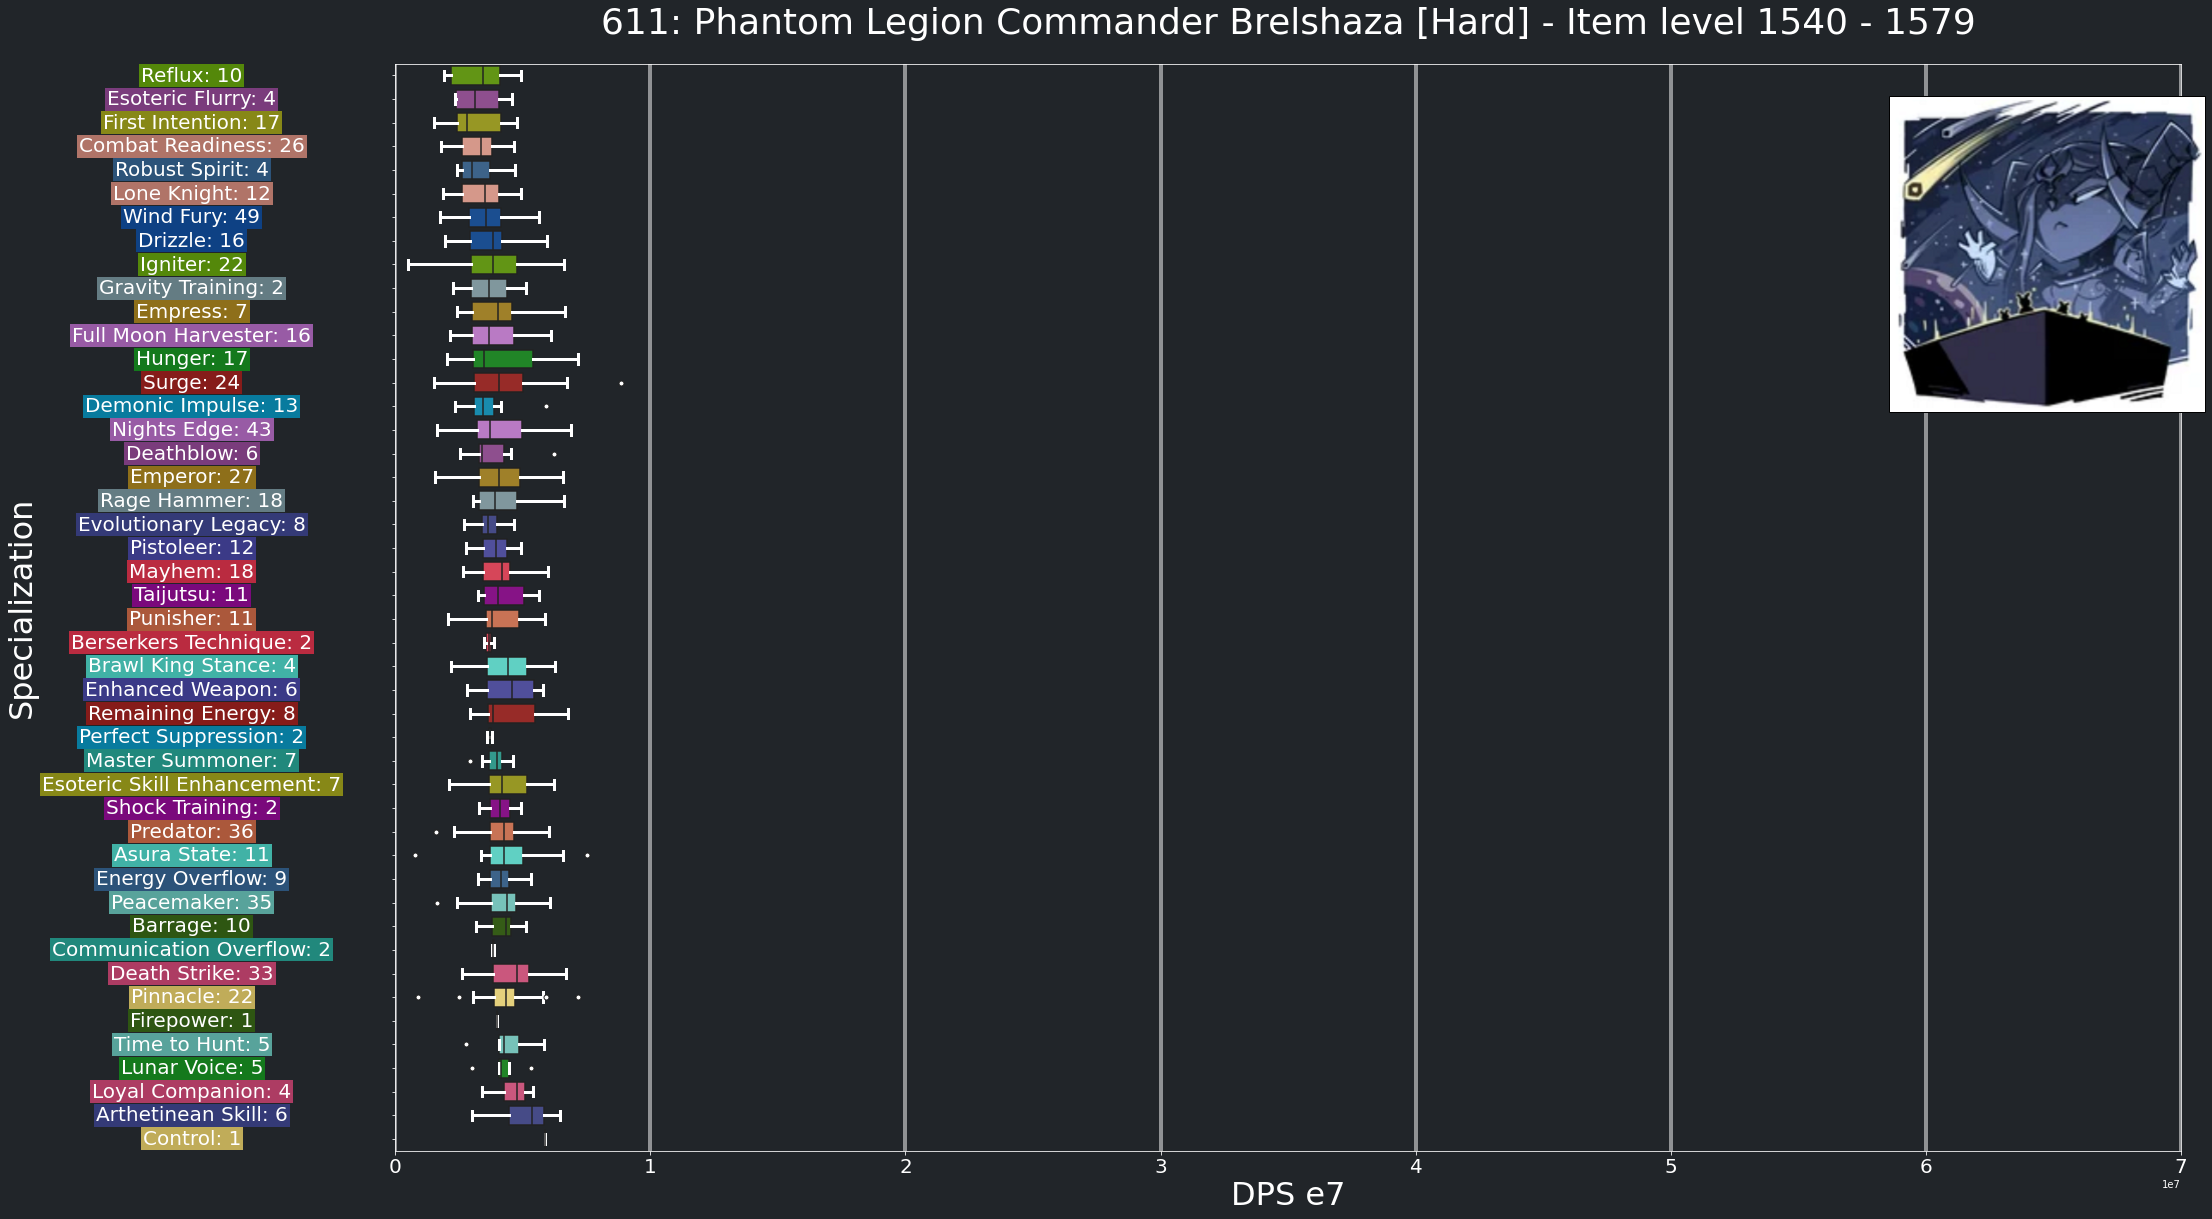 611: Phantom Legion Commander Brelshaza [Hard] - Item level 1540 - 1579
Reflux: 10
Esoteric Flurry: 4
First Intention: 17
Combat Readiness: 26
Robust Spirit: 4
Lone Knight: 12
Wind Fury: 49
Drizzle: 16
Igniter: 22
Gravity Training: 2
Empress: 7
Full Moon Harvester: 16
Hunger: 17
Surge: 24
Demonic Impulse: 13
Nights Edge: 43
Deathblow: 6
Emperor: 27
Rage Hammer: 18
Evolutionary Legacy: 8
Pistoleer: 12
Mayhem: 18
Taijutsu: 11
Punisher: 11
Berserkers Technique: 2
Brawl King Stance: 4
Enhanced Weapon: 6
Remaining Energy: 8
Perfect Suppression: 2
Master Summoner: 7
Esoteric Skill Enhancement: 7
Shock Training: 2
Predator: 36
Asura State: 11
Energy Overflow: 9
Peacemaker: 35
Barrage: 10
Communication Overflow: 2
Death Strike: 33
Pinnacle: 22
Firepower: 1
Time to Hunt: 5
Lunar Voice: 5
Loyal Companion: 4
Arthetinean Skill: 6
Control: 1
Specialization
0 1 2 3 4 5 6 7
1e7
DPS e7